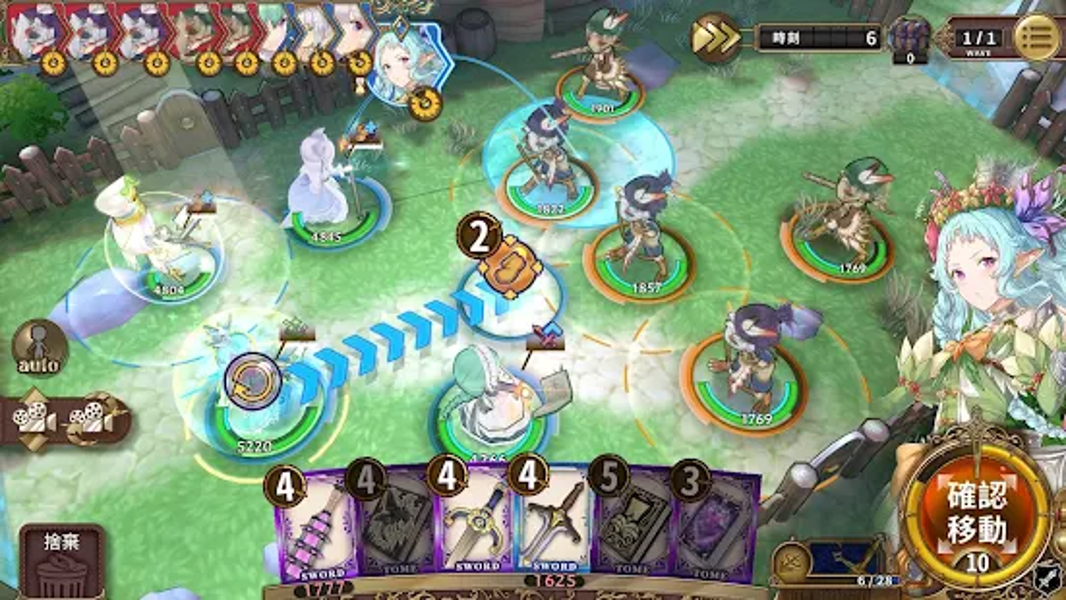 時刻 6
0
1/1
WAVE
1901
1827
4845
1857
1769
4804
2
auto
1769
5220
4 SWORD
4 TOME
4 SWORD
4 SWORD
5 TOME
3 TOME
1777
1625
捨棄
6/28
確認
移動
10